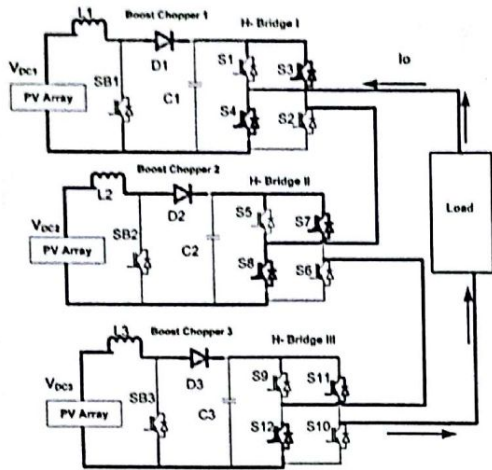 L1 Boost Chopper 1 H- Bridge I
VDC1 SB1 D1 C1 S1 S3 Io
PV Array
S4 S2
Load
Boost Chopper 2 H- Bridge II
L2
VDC2 SB2 D2 C2 S5 S7
PV Array
S8 S6
L3 Boost Chopper 3 H- Bridge III
VDC3 SB3 D3 C3 S9 S11
PV Array
S12 S10